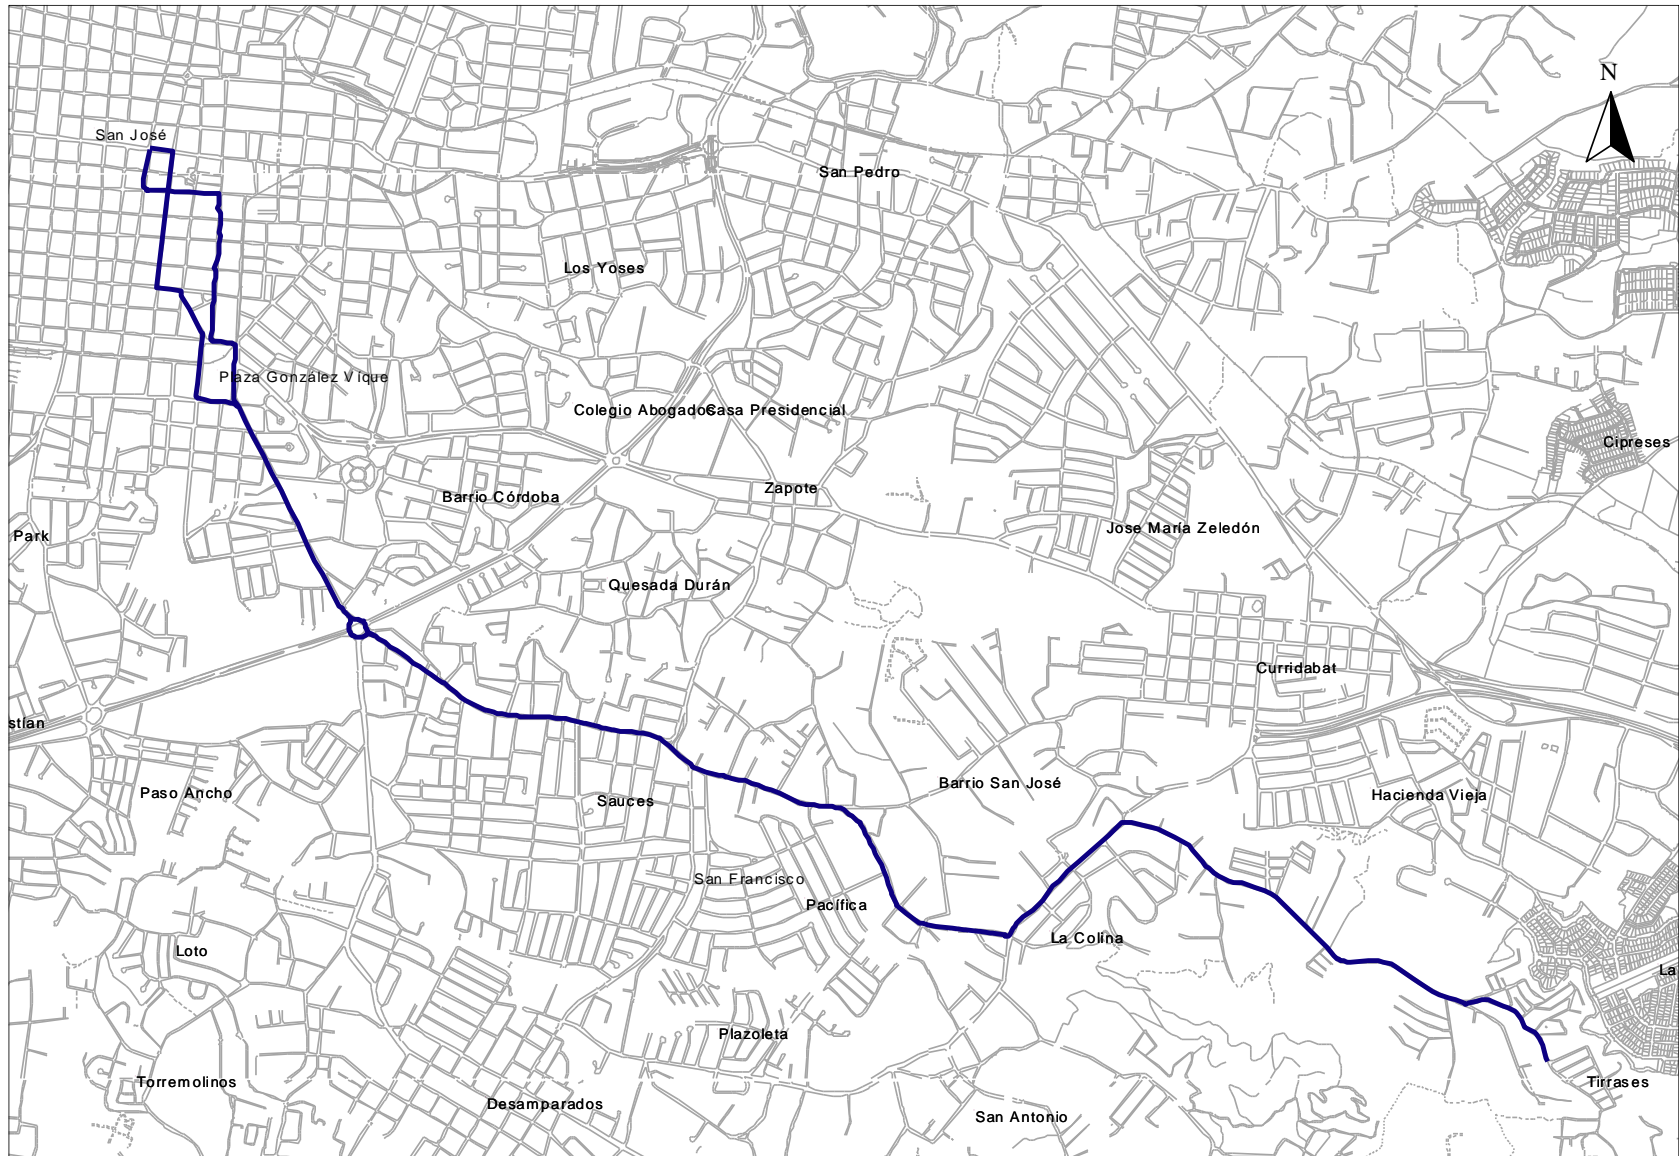 N
San José
San Pedro
Los Yoses
Plaza González Vique
Colegio Abogados
Casa Presidencial
Cipreses
Zapote
Barrio Córdoba
Jose María Zeledón
Park
Quesada Durán
Curridabat
stían
Barrio San José
Paso Ancho
Hacienda Vieja
Sauces
San Francisco
Pacífica
La Colina
Loto
La
Plazoleta
Torremolinos
Tirrases
Desamparados
San Antonio